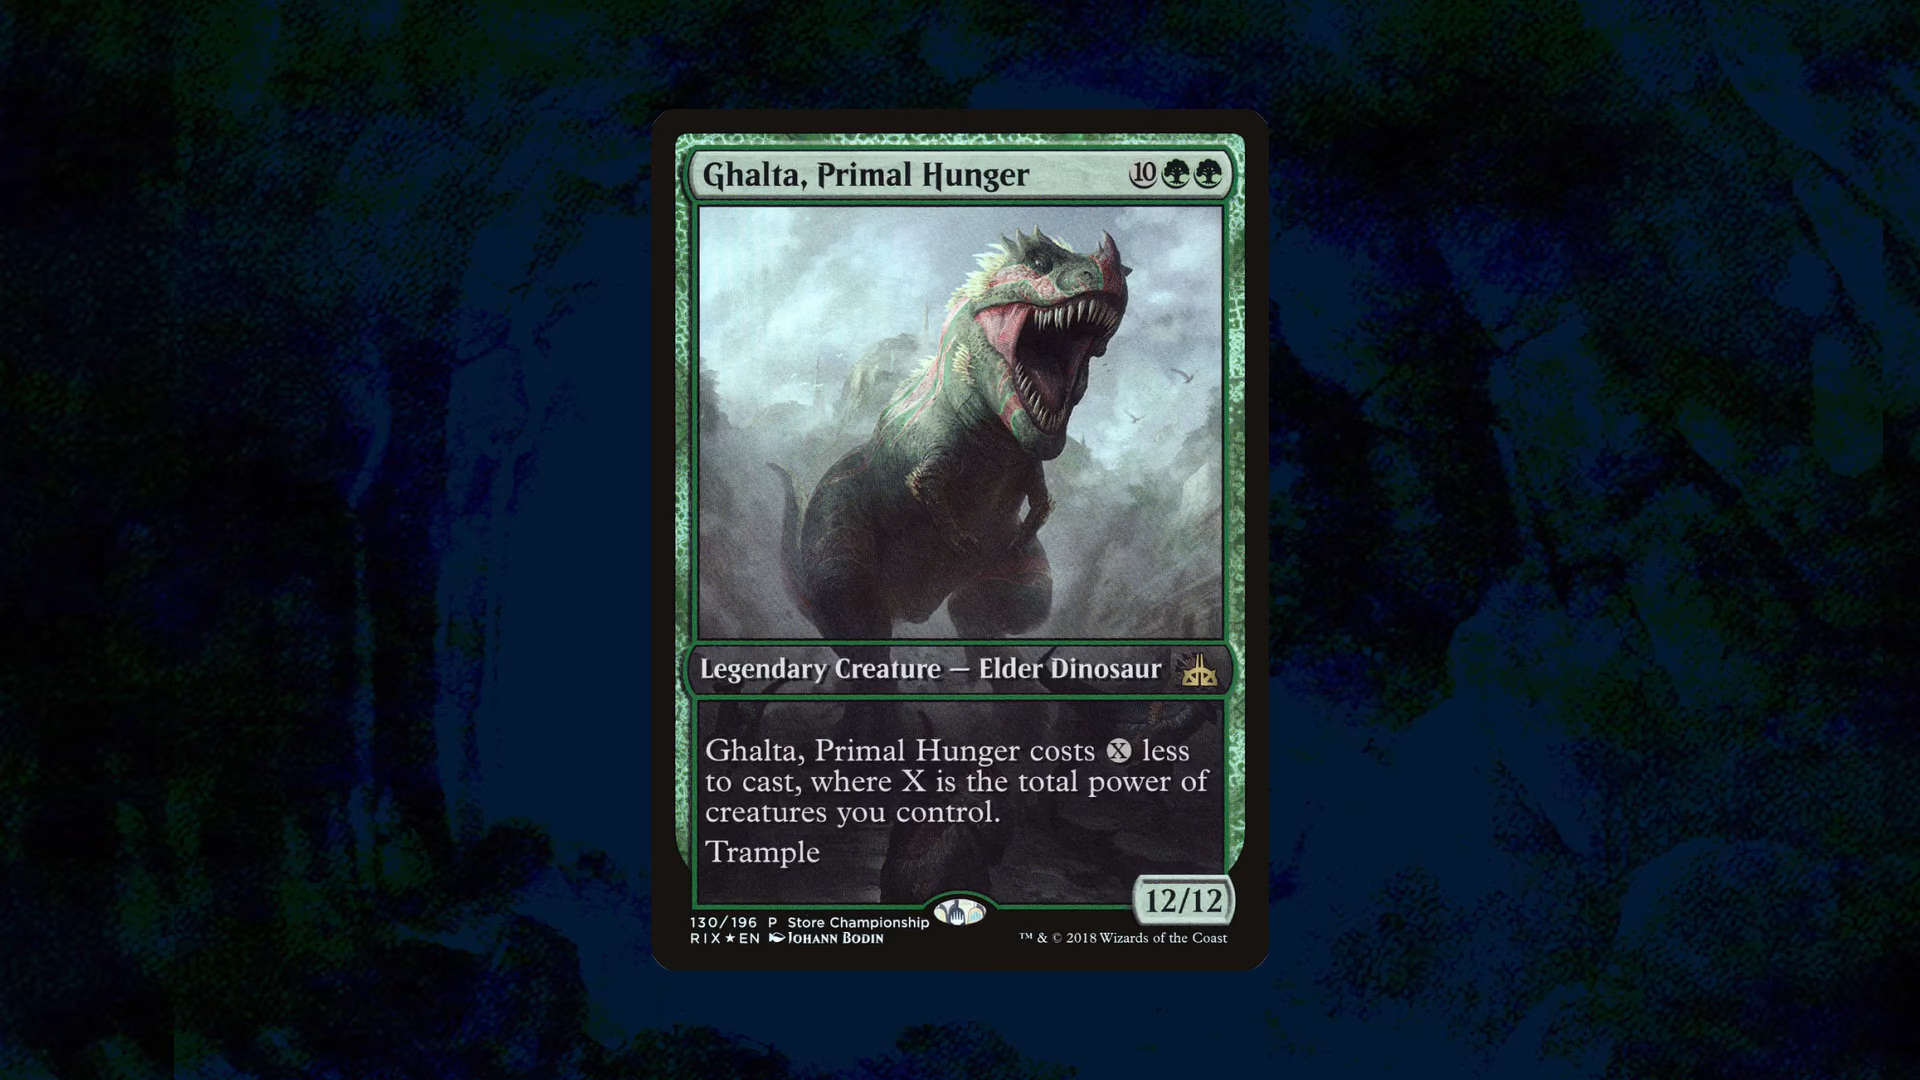 Ghalta, Primal Hunger 10
Legendary Creature — Elder Dinosaur
Ghalta, Primal Hunger costs X less
to cast, where X is the total power of
creatures you control.
Trample
12/12
130/196 P Store Championship
RIX★EN Johann Bodin
™ & © 2018 Wizards of the Coast